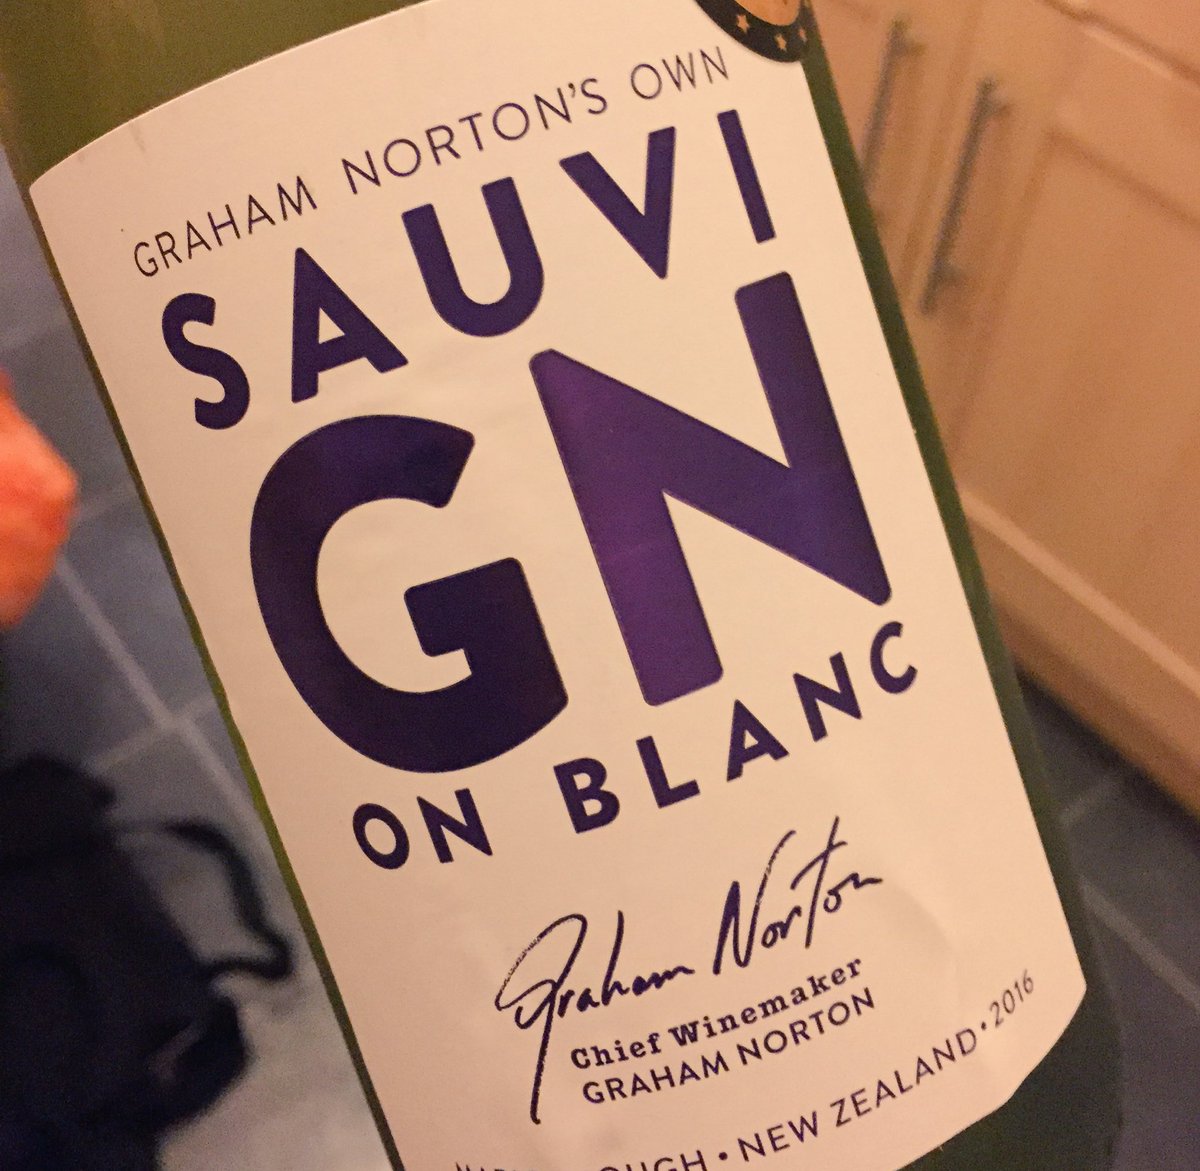 GRAHAM NORTON'S OWN
SAUVI
GN
ON BLANC
Graham Norton
Chief Winemaker
GRAHAM NORTON
• NEW ZEALAND • 2016